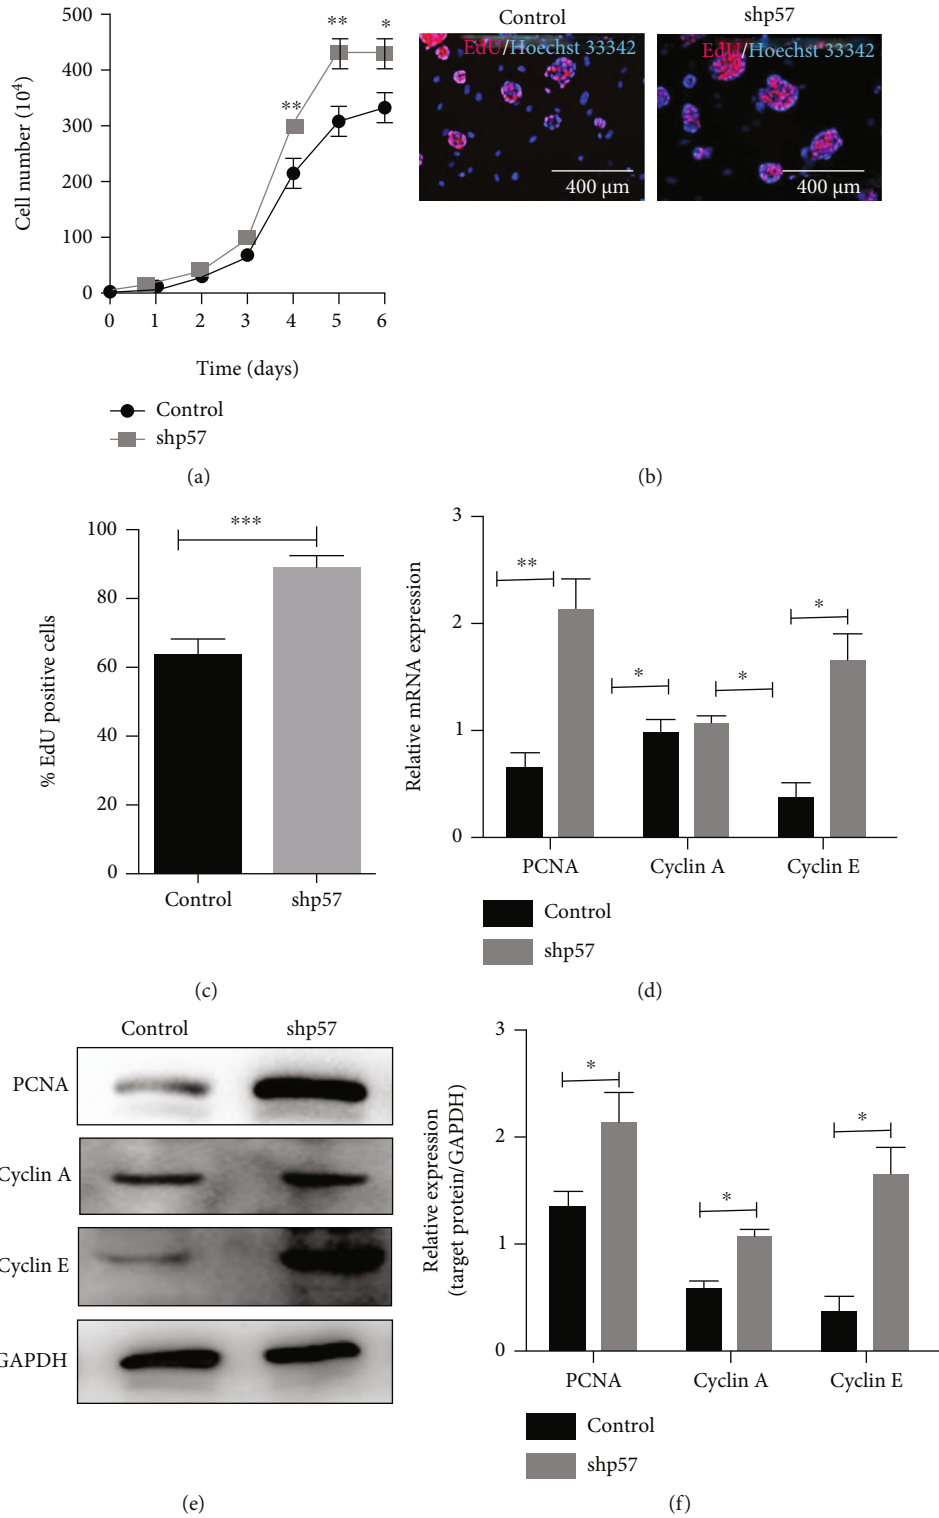 500
400
300
200
100
0
Cell number (10⁴)
**
**
*
0 1 2 3 4 5 6
Time (days)
Control
shp57
(a)
Control
shp57
EdU/Hoechst 33342
400 µm
EdU/Hoechst 33342
400 µm
(b)
100
80
60
40
20
0
% EdU positive cells
***
Control
shp57
(c)
3
2
1
0
Relative mRNA expression
**
*
*
*
PCNA
Cyclin A
Cyclin E
Control
shp57
(d)
Control
shp57
PCNA
Cyclin A
Cyclin E
GAPDH
(e)
3
2
1
0
Relative expression
(target protein/GAPDH)
*
*
*
PCNA
Cyclin A
Cyclin E
Control
shp57
(f)